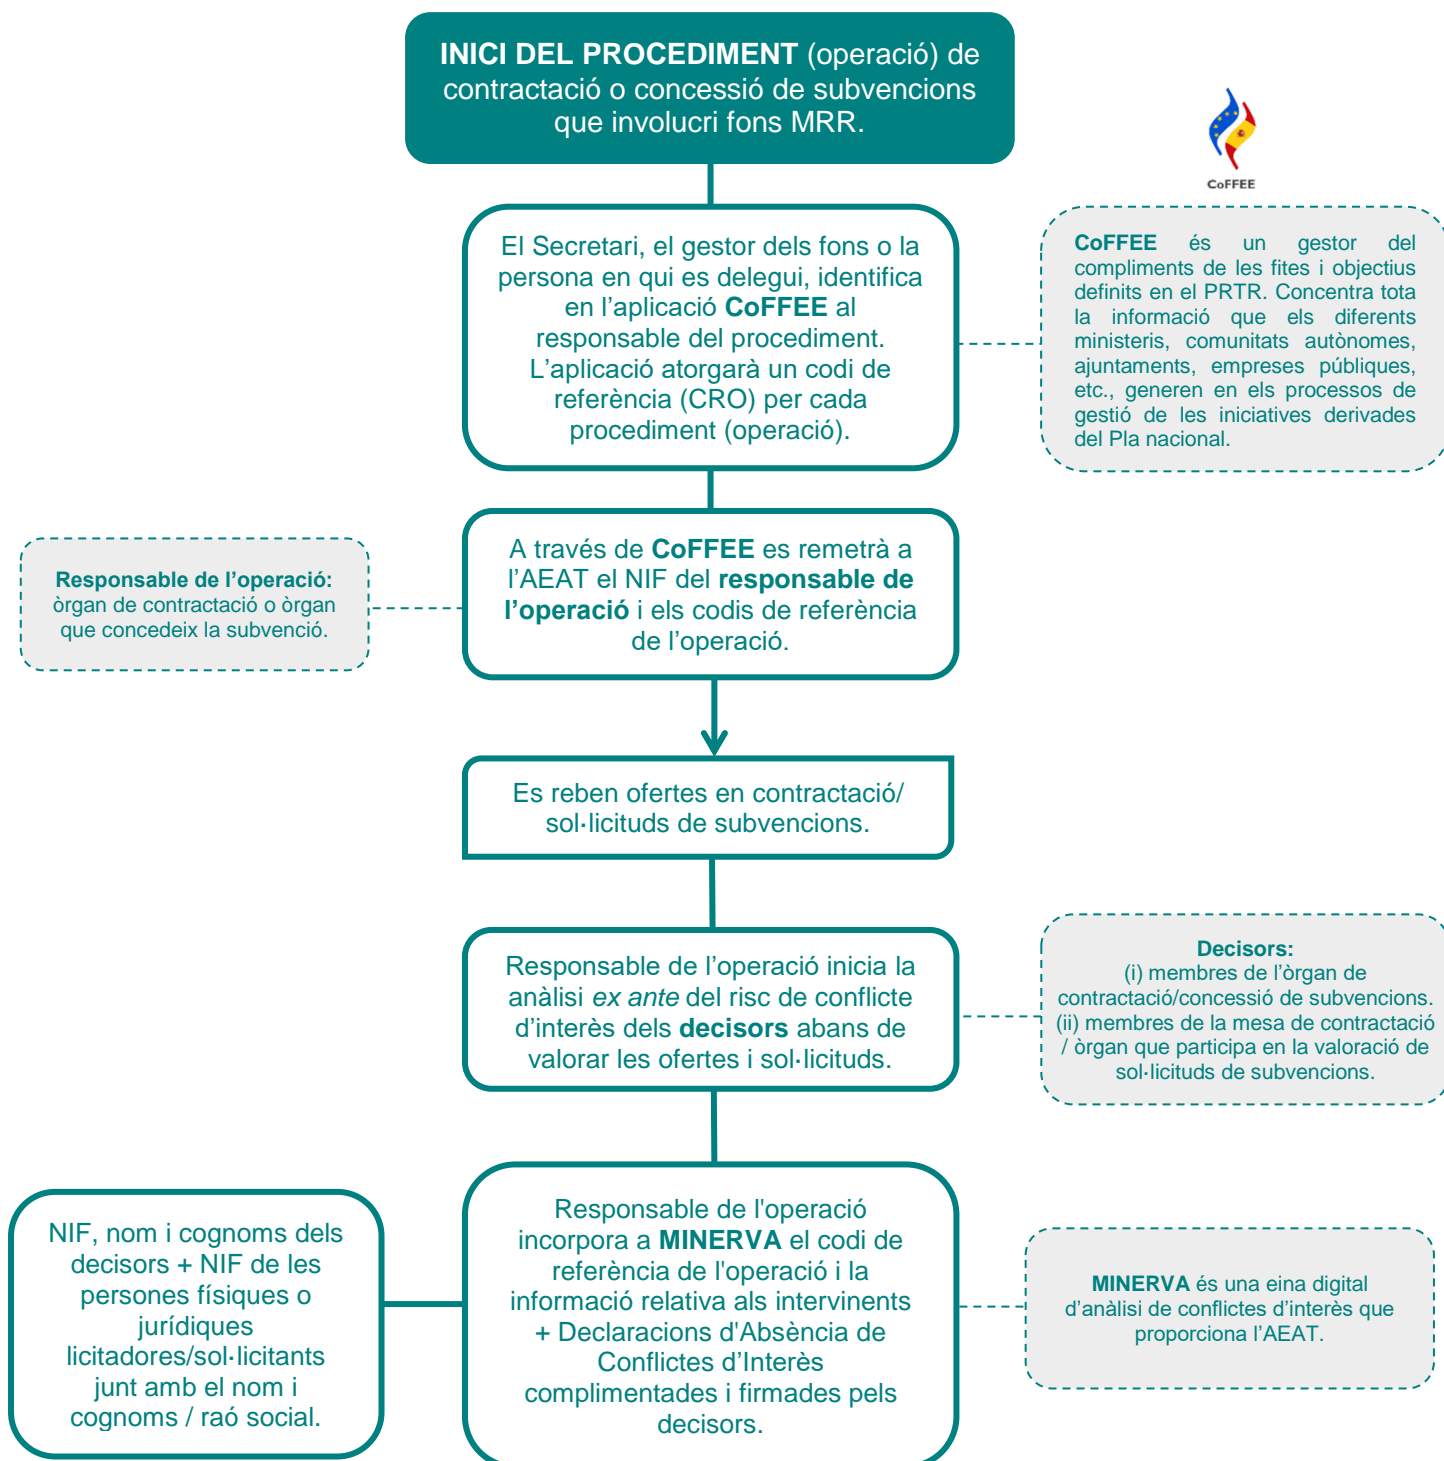 INICI DEL PROCEDIMENT (operació) de
contractació o concessió de subvencions
que involucri fons MRR.
CoFFEE
El Secretari, el gestor dels fons o la
persona en qui es delegui, identifica
en l’aplicació CoFFEE al
responsable del procediment.
L’aplicació atorgarà un codi de
referència (CRO) per cada
procediment (operació).
CoFFEE és un gestor del
compliments de les fites i objectius
definits en el PRTR. Concentra tota
la informació que els diferents
ministeris, comunitats autònomes,
ajuntaments, empreses públiques,
etc., generen en els processos de
gestió de les iniciatives derivades
del Pla nacional.
A través de CoFFEE es remetrà a
l’AEAT el NIF del responsable de
l’operació i els codis de referència
de l’operació.
Responsable de l’operació:
òrgan de contractació o òrgan
que concedeix la subvenció.
Es reben ofertes en contractació/
sol·licituds de subvencions.
Responsable de l’operació inicia la
anàlisi ex ante del risc de conflicte
d’interès dels decisors abans de
valorar les ofertes i sol·licituds.
Decisors:
(i) membres de l’òrgan de
contractació/concessió de subvencions.
(ii) membres de la mesa de contractació
/ òrgan que participa en la valoració de
sol·licituds de subvencions.
NIF, nom i cognoms dels
decisors + NIF de les
persones físiques o
jurídiques
licitadores/sol·licitants
junt amb el nom i
cognoms / raó social.
Responsable de l'operació
incorpora a MINERVA el codi de
referència de l'operació i la
informació relativa als intervinents
+ Declaracions d'Absència de
Conflictes d’Interès
complimentades i firmades pels
decisors.
MINERVA és una eina digital
d’anàlisi de conflictes d’interès que
proporciona l’AEAT.